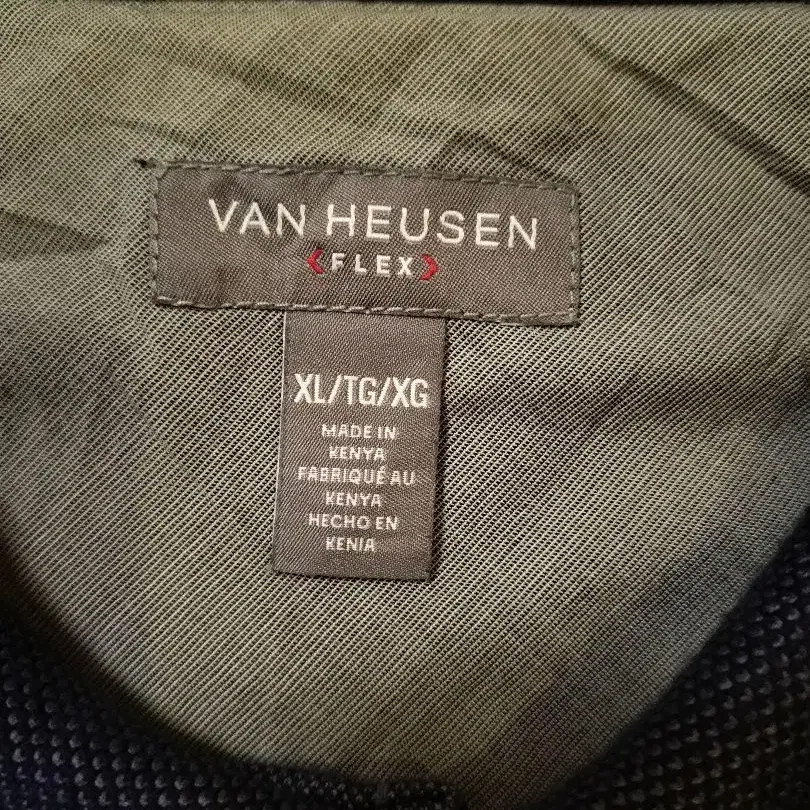 VAN HEUSEN
<FLEX>
XL/TG/XG
MADE IN
KENYA
FABRIQUÉ AU
KENYA
HECHO EN
KENIA